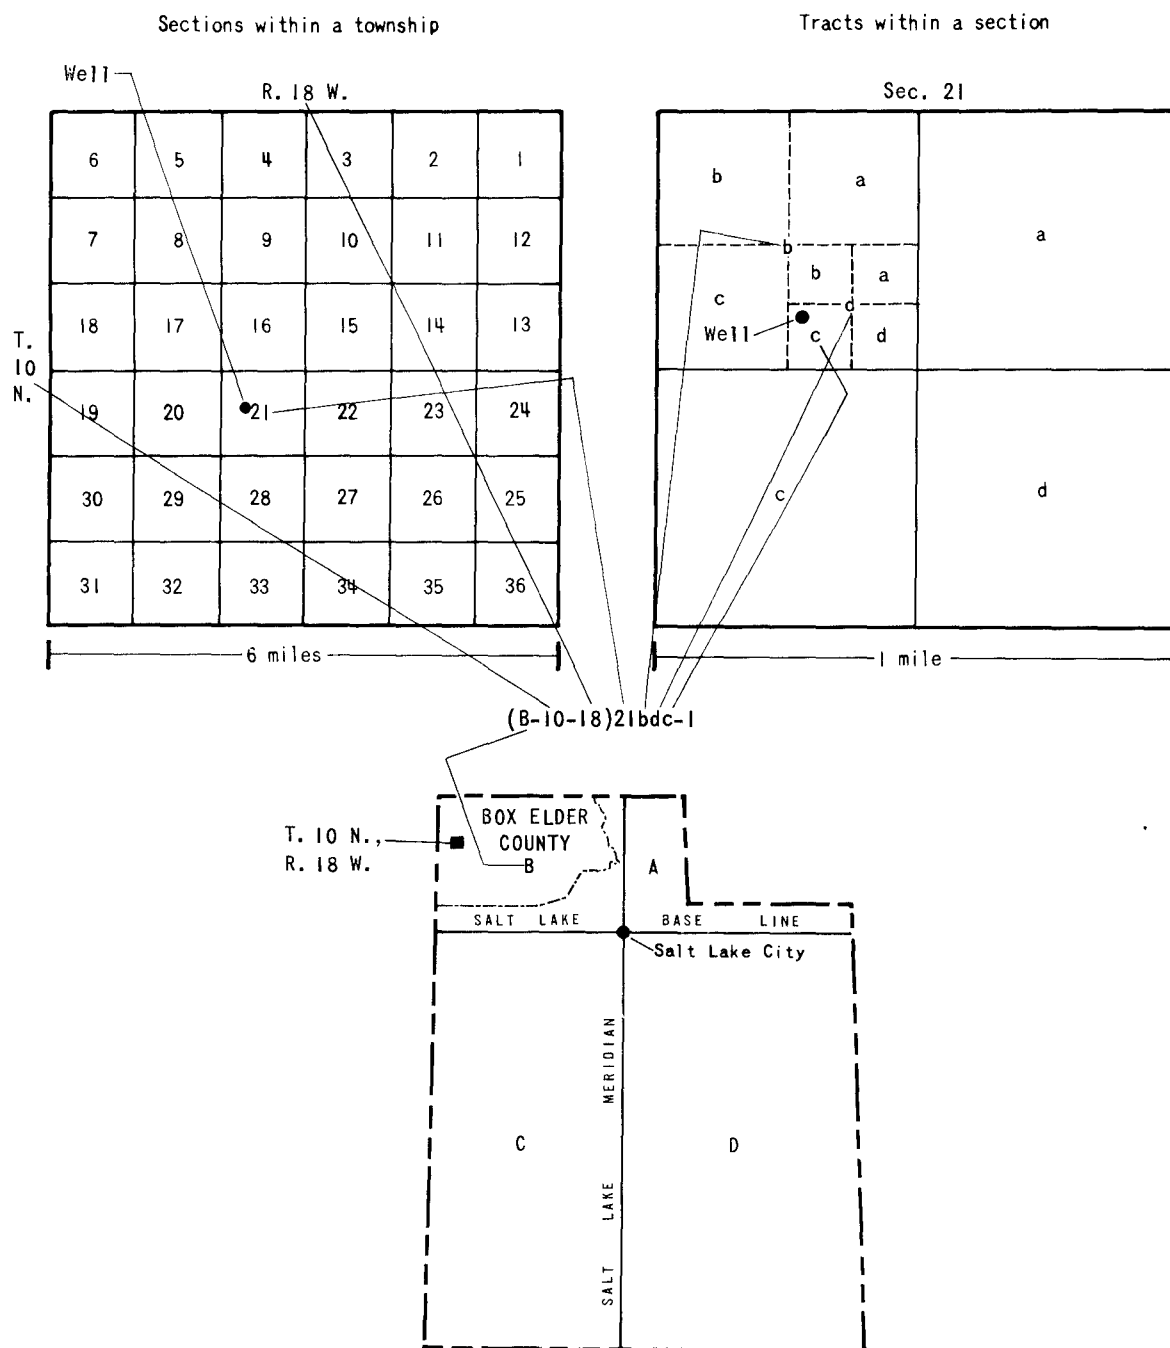 Sections within a township
Tracts within a section
Well
R. 18 W.
Sec. 21
6 5 4 3 2 1
7 8 9 10 11 12
18 17 16 15 14 13
19 20 21 22 23 24
30 29 28 27 26 25
31 32 33 34 35 36
T.
10
N.
6 miles
b a
a
b
b a
c
d
Well c d
c d
1 mile
(B-10-18)21bdc-1
BOX ELDER
COUNTY
T. 10 N.,
R. 18 W.
B
A
SALT LAKE BASE LINE
Salt Lake City
SALT LAKE MERIDIAN
C
D